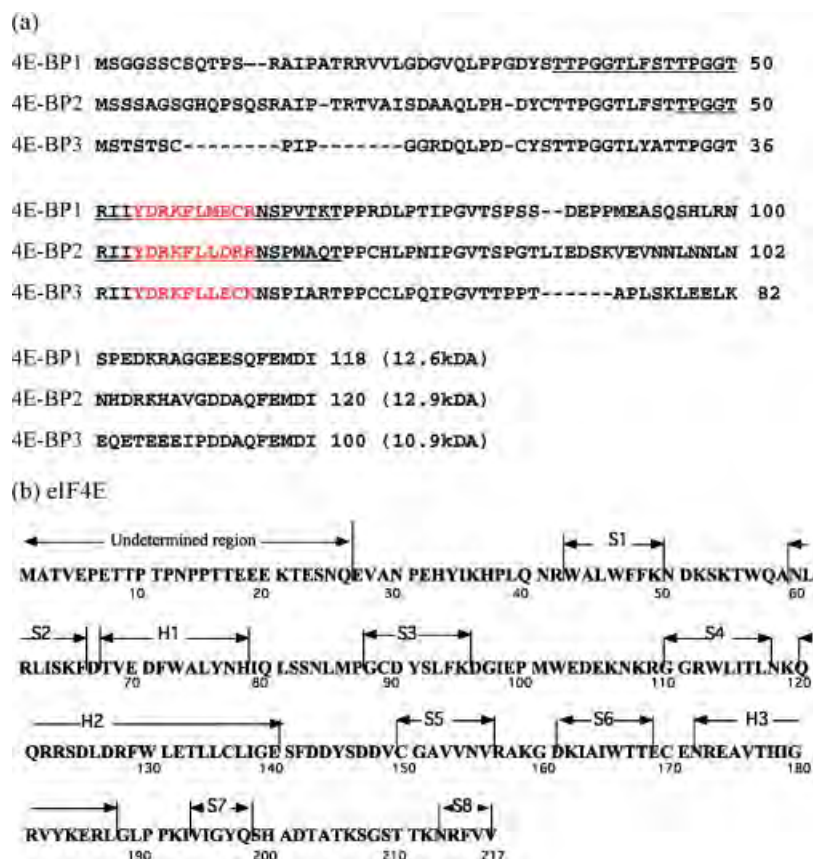 (a)
4E-BP1 MSGGSSCSQTPS--RAIPATRRVVLGDGVQLPPGDYSTTPGGTLFSTTPGGT 50
4E-BP2 MSSSAGSGHQPSQSRAIP-TRTVAISDAAQLPH-DYCTTPGGTLFSTTPGGT 50
4E-BP3 MSTSTSC--------PIP--------GGRDQLPD-CYSTTPGGTLYATTPGGT 36
4E-BP1 RIIYDRKFLMECRNSPVTKTPPRDLPTIPGVTSPSS--DEPPMEASQSHLRN 100
4E-BP2 RIIYDRKFLLDRRNSPMAQTPPCHLPNIPGVTSPGTLIEDSKVEVNNLNNLN 102
4E-BP3 RIIYDRKFLLECKNSPIARTPPCCLPQIPGVTTPPT------APLSKLEELK 82
4E-BP1 SPEDKRAGGEESQFEMDI 118 (12.6kDA)
4E-BP2 NHDRKHAVGDDAQFEMDI 120 (12.9kDA)
4E-BP3 EQETEEEIPDDAQFEMDI 100 (10.9kDA)
(b) eIF4E
Undetermined region S1
MATVEPETTP TPNPPTTEEE KTESNQEVAN PEHYIKHPLQ NRWALWFFKN DKSKTWQANL
10 20 30 40 50 60
S2 H1 S3 S4
RLISKFDTVE DFWALYNHIQ LSSNLMPGCD YSLFKDGIEP MWEDEKNKRG GRWLITLNKQ
70 80 90 100 110 120
H2 S5 S6 H3
QRRSDLDRFW LETLLCLIGE SFDDYSDDVC GAVVNVRAKG DKIAIWTTEC ENREAVTHIG
130 140 150 160 170 180
S7 S8
RVYKERLGLP PKIVIGYQSH ADTATKSGST TKNRFVV
190 200 210 217